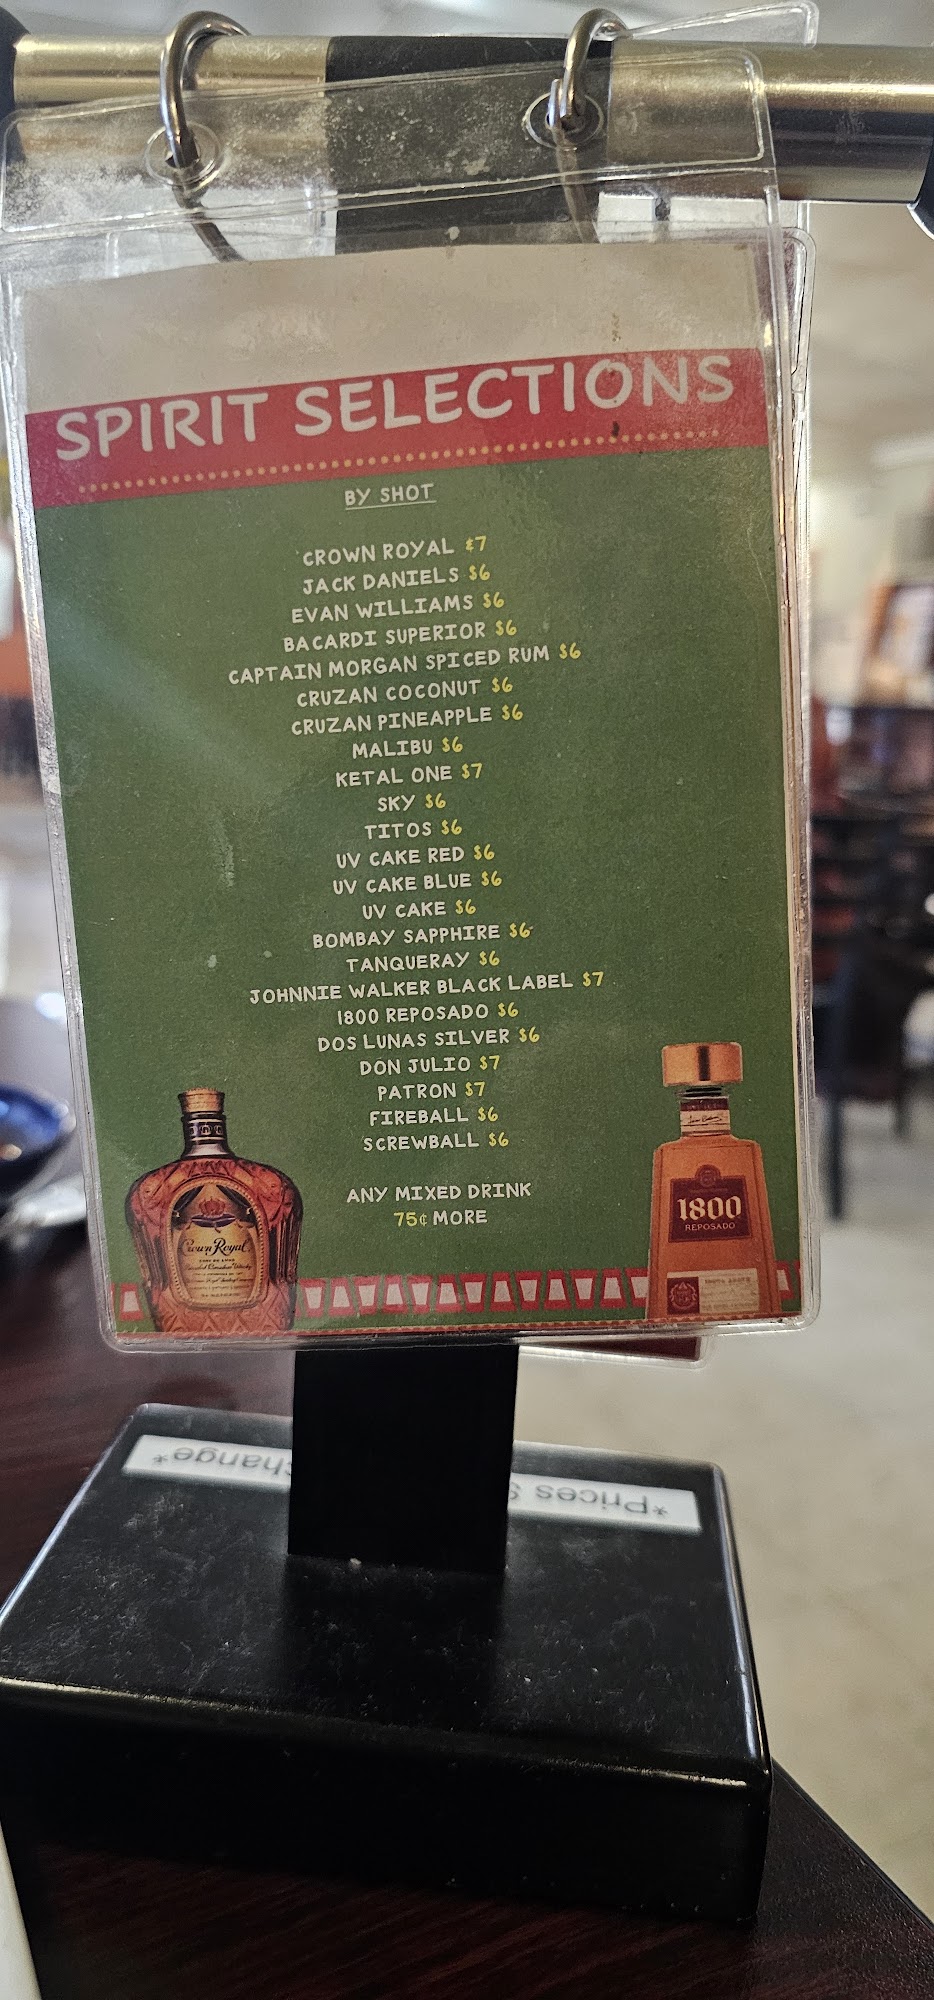 SPIRIT SELECTIONS
BY SHOT
CROWN ROYAL $7
JACK DANIELS $6
EVAN WILLIAMS $6
BACARDI SUPERIOR $6
CAPTAIN MORGAN SPICED RUM $6
CRUZAN COCONUT $6
CRUZAN PINEAPPLE $6
MALIBU $6
KETAL ONE $7
SKY $6
TITOS $6
UV CAKE RED $6
UV CAKE BLUE $6
UV CAKE $6
BOMBAY SAPPHIRE $6
TANQUERAY $6
JOHNNIE WALKER BLACK LABEL $7
1800 REPOSADO $6
DOS LUNAS SILVER $6
DON JULIO $7
PATRON $7
FIREBALL $6
SCREWBALL $6
ANY MIXED DRINK
75¢ MORE
Crown Royal
1800
REPOSADO
*Prices
change*